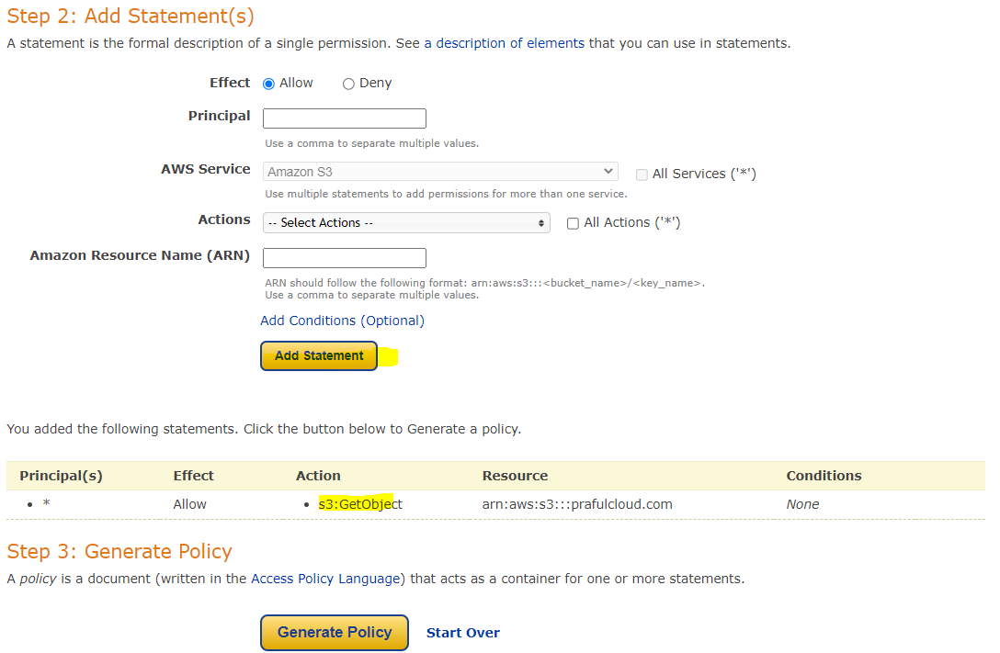 Step 2: Add Statement(s)
A statement is the formal description of a single permission. See a description of elements that you can use in statements.
Effect Allow Deny
Principal
Use a comma to separate multiple values.
AWS Service Amazon S3 All Services ('*')
Use multiple statements to add permissions for more than one service.
Actions -- Select Actions -- All Actions ('*')
Amazon Resource Name (ARN)
ARN should follow the following format: arn:aws:s3:::<bucket_name>/<key_name>.
Use a comma to separate multiple values.
Add Conditions (Optional)
Add Statement
You added the following statements. Click the button below to Generate a policy.
Principal(s) Effect Action Resource Conditions
• * Allow • s3:GetObject arn:aws:s3:::prafulcloud.com None
Step 3: Generate Policy
A policy is a document (written in the Access Policy Language) that acts as a container for one or more statements.
Generate Policy Start Over